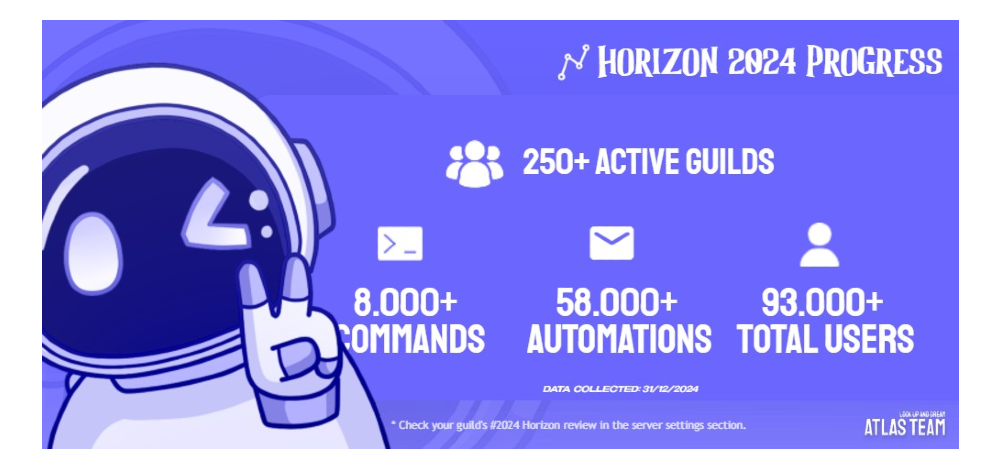 HORIZON 2024 PROGRESS
250+ ACTIVE GUILDS
8.000+
COMMANDS
58.000+
AUTOMATIONS
93.000+
TOTAL USERS
DATA COLLECTED: 31/12/2024
* Check your guild's #2024 Horizon review in the server settings section.
LOOK UP AND GREAT
ATLAS TEAM